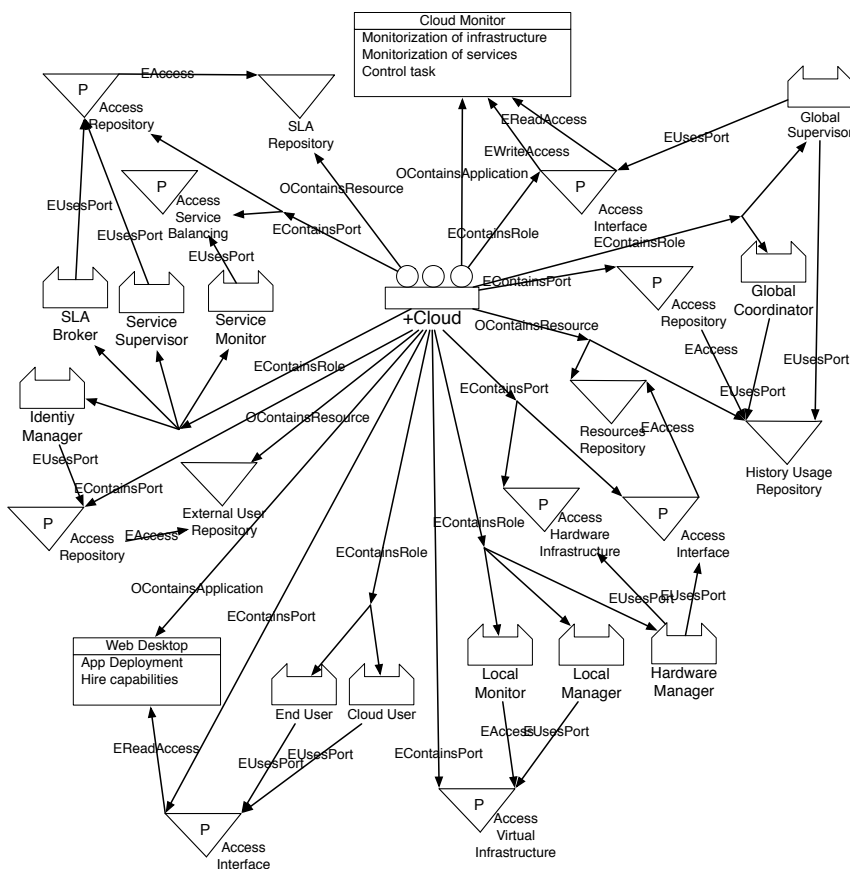 Cloud Monitor
Monitorization of infrastructure
Monitorization of services
Control task
P
EAccess
Access
Repository
SLA
Repository
EReadAccess
EUsesPort
Global
Supervisor
EWriteAccess
OContainsApplication
P
Access
Service
Balancing
OContainsResource
P
Access
Interface
EUsesPort
EUsesPort
EContainsPort
EContainsRole
EContainsRole
EUsesPort
SLA
Broker
Service
Supervisor
Service
Monitor
+Cloud
EContainsPort
P
Access
Repository
Global
Coordinator
OContainsResource
EAccess
EUsesPort
EContainsRole
EContainsPort
EUsesPort
Identiy
Manager
OContainsResource
Resources
Repository
EAccess
History Usage
Repository
EUsesPort
EContainsPort
P
Access
Repository
EAccess
External User
Repository
P
Access
Hardware
Infrastructure
P
Access
Interface
EContainsRole
EContainsRole
OContainsApplication
EContainsPort
EUsesPort
EUsesPort
Web Desktop
App Deployment
Hire capabilities
Local
Monitor
Local
Manager
Hardware
Manager
End User
Cloud User
EAccess
EUsesPort
EReadAccess
EUsesPort
EUsesPort
EContainsPort
P
Access
Interface
P
Access
Virtual
Infrastructure